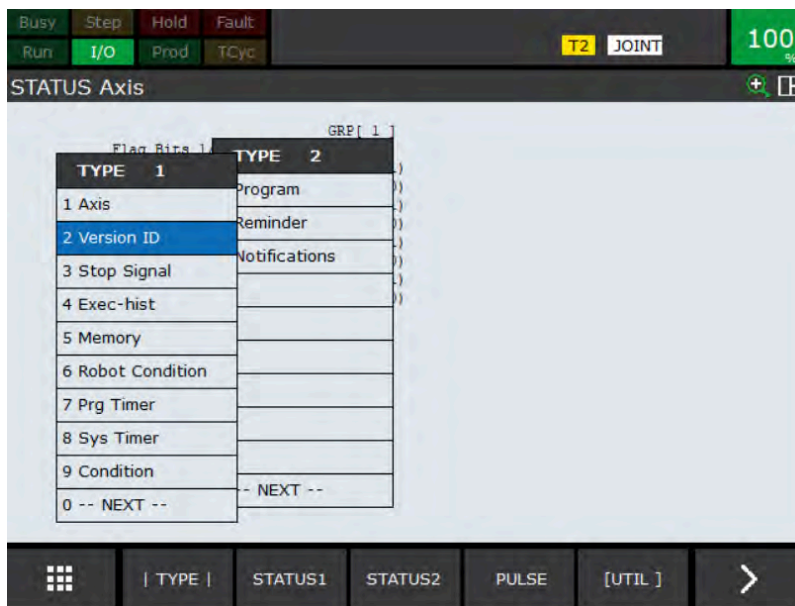 Busy Step Hold Fault
Run I/O Prod TCyc
T2 JOINT
100
%
STATUS Axis
GRP[ 1 ]
Flag Bits 1
TYPE 1
1 Axis
2 Version ID
3 Stop Signal
4 Exec-hist
5 Memory
6 Robot Condition
7 Prg Timer
8 Sys Timer
9 Condition
0 -- NEXT --
TYPE 2
Program
Reminder
Notifications
-- NEXT --
| TYPE | STATUS1 STATUS2 PULSE [UTIL ] >